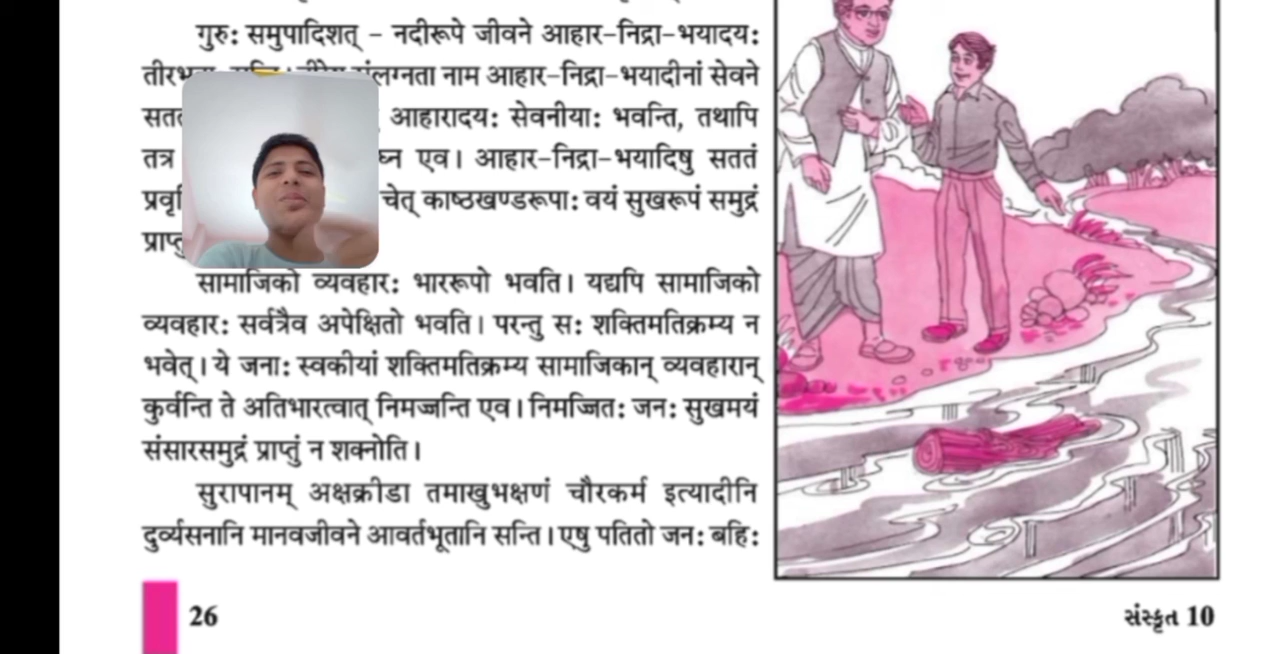 गुरुः समुपादिशत् – नदीरूपे जीवने आहार-निद्रा-भयादयः
संलग्नता नाम आहार-निद्रा-भयादीनां सेवने
आहारादयः सेवनीयाः भवन्ति, तथापि
तत्र एव। आहार-निद्रा-भयादिषु सततं
चेत् काष्ठखण्डरूपाः वयं सुखरूपं समुद्रं
सामाजिको व्यवहारः भाररूपो भवति। यद्यपि सामाजिको
व्यवहारः सर्वत्रैव अपेक्षितो भवति। परन्तु सः शक्तिमतिक्रम्य न
भवेत्। ये जनाः स्वकीयां शक्तिमतिक्रम्य सामाजिकान् व्यवहारान्
कुर्वन्ति ते अतिभारत्वात् निमज्जन्ति एव। निमज्जितः जनः सुखमयं
संसारसमुद्रं प्राप्तुं न शक्नोति।
सुरापानम् अक्षक्रीडा तमाखुभक्षणं चौरकर्म इत्यादीनि
दुर्व्यसनानि मानवजीवने आवर्तभूतानि सन्ति। एषु पतितो जनः बहिः
26
સંસ્કૃત 10